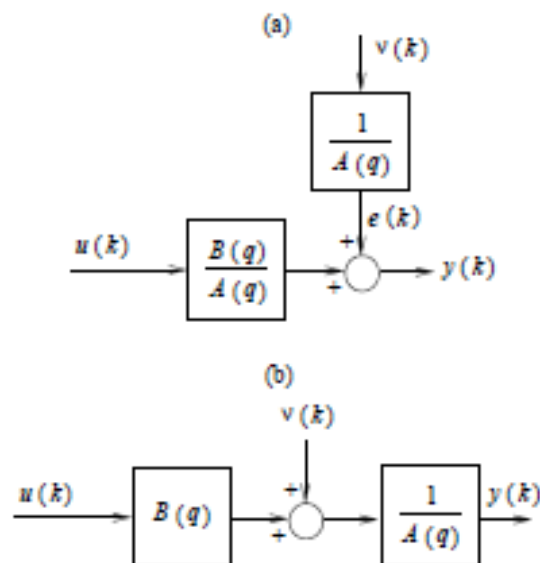 (a)
ν(k)
1
A(q)
e(k)
+
u(k)
B(q)
A(q)
+
y(k)
(b)
ν(k)
u(k)
B(q)
+
+
1
A(q)
y(k)